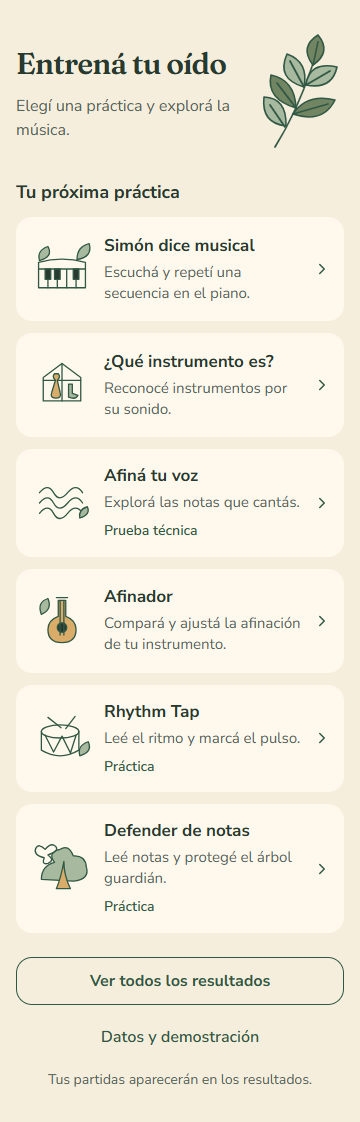 Entrená tu oído
Elegí una práctica y explorá la
música.
Tu próxima práctica
Simón dice musical
Escuchá y repetí una
secuencia en el piano.
¿Qué instrumento es?
Reconocé instrumentos por
su sonido.
Afiná tu voz
Explorá las notas que cantás.
Prueba técnica
Afinador
Compará y ajustá la afinación
de tu instrumento.
Rhythm Tap
Leé el ritmo y marcá el pulso.
Práctica
Defender de notas
Leé notas y protegé el árbol
guardián.
Práctica
Ver todos los resultados
Datos y demostración
Tus partidas aparecerán en los resultados.